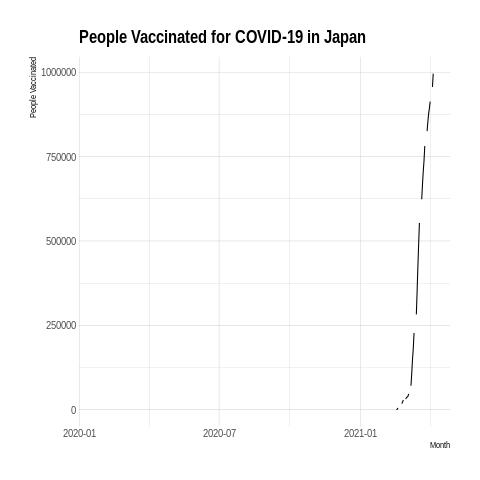 People Vaccinated for COVID-19 in Japan
People Vaccinated
1000000
750000
500000
250000
0
2020-01
2020-07
2021-01
Month